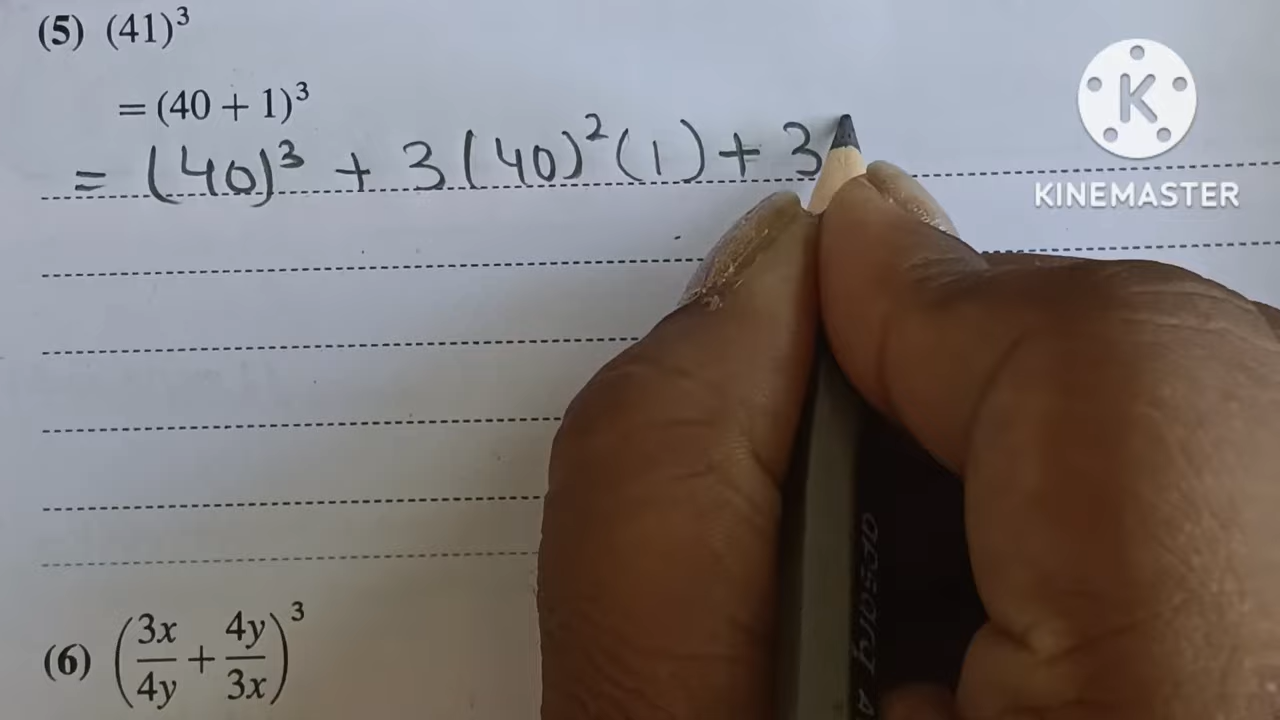 (5) (41)³
= (40 + 1)³
= (40)³ + 3(40)²(1) + 3
K
KINEMASTER
(6) (3x/4y + 4y/3x)³